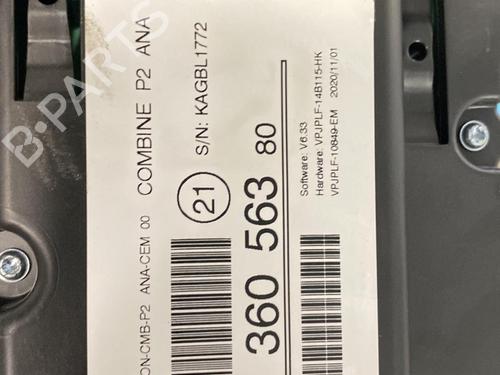 ON-CMB-P2 ANA-CEM 00
COMBINE P2 ANA
21
S/N: KAGBL1772
360 563 80
Software: V6.33
Hardware: VPJPLF-14B115-HK
VPJPLF-10849-EM 2020/11/01
B-PARTS